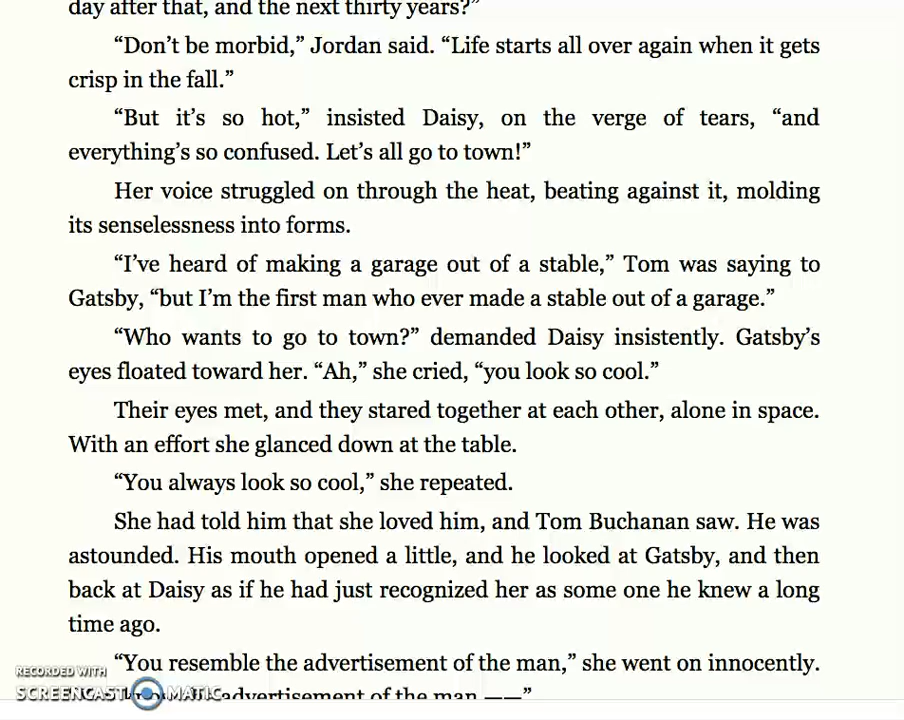 day after that, and the next thirty years?”
“Don’t be morbid,” Jordan said. “Life starts all over again when it gets
crisp in the fall.”
“But it’s so hot,” insisted Daisy, on the verge of tears, “and
everything’s so confused. Let’s all go to town!”
Her voice struggled on through the heat, beating against it, molding
its senselessness into forms.
“I’ve heard of making a garage out of a stable,” Tom was saying to
Gatsby, “but I’m the first man who ever made a stable out of a garage.”
“Who wants to go to town?” demanded Daisy insistently. Gatsby’s
eyes floated toward her. “Ah,” she cried, “you look so cool.”
Their eyes met, and they stared together at each other, alone in space.
With an effort she glanced down at the table.
“You always look so cool,” she repeated.
She had told him that she loved him, and Tom Buchanan saw. He was
astounded. His mouth opened a little, and he looked at Gatsby, and then
back at Daisy as if he had just recognized her as some one he knew a long
time ago.
“You resemble the advertisement of the man,” she went on innocently.
advertisement of the man ——”
RECORDED WITH
SCREENCAST MATIC